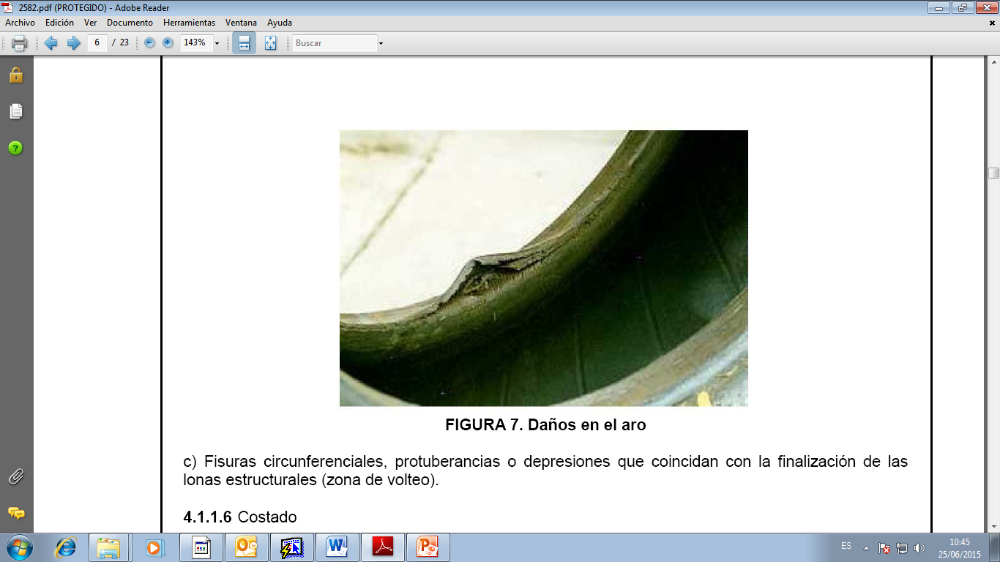 2582.pdf (PROTEGIDO) - Adobe Reader
Archivo Edición Ver Documento Herramientas Ventana Ayuda
6 / 23 143% Buscar
FIGURA 7. Daños en el aro
c) Fisuras circunferenciales, protuberancias o depresiones que coincidan con la finalización de las
lonas estructurales (zona de volteo).
4.1.1.6 Costado
ES
10:45
25/06/2015